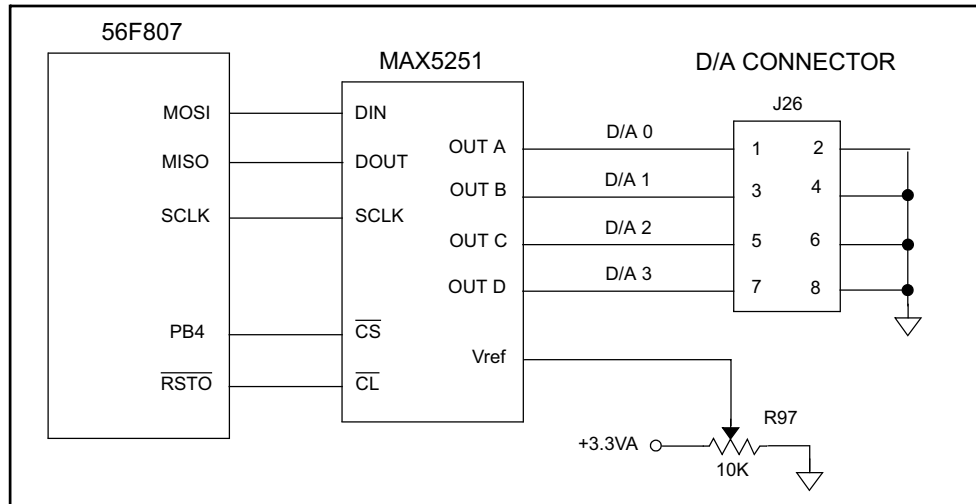 56F807
MAX5251
D/A CONNECTOR
J26
MOSI
MISO
SCLK
PB4
RSTO
DIN
DOUT
SCLK
CS
CL
OUT A
OUT B
OUT C
OUT D
Vref
D/A 0
D/A 1
D/A 2
D/A 3
1 2
3 4
5 6
7 8
R97
+3.3VA
10K